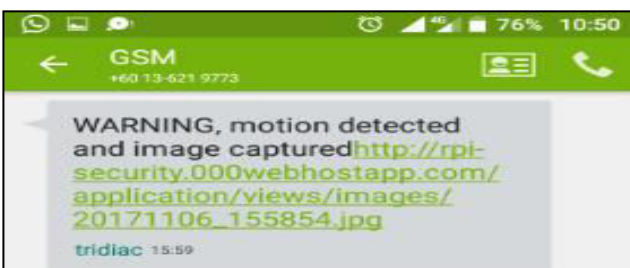 76% 10:50
GSM
+60 13-621 9773
WARNING, motion detected
and image capturedhttp://rpi-
security.000webhostapp.com/
application/views/images/
20171106_155854.jpg
tridiac 15:59